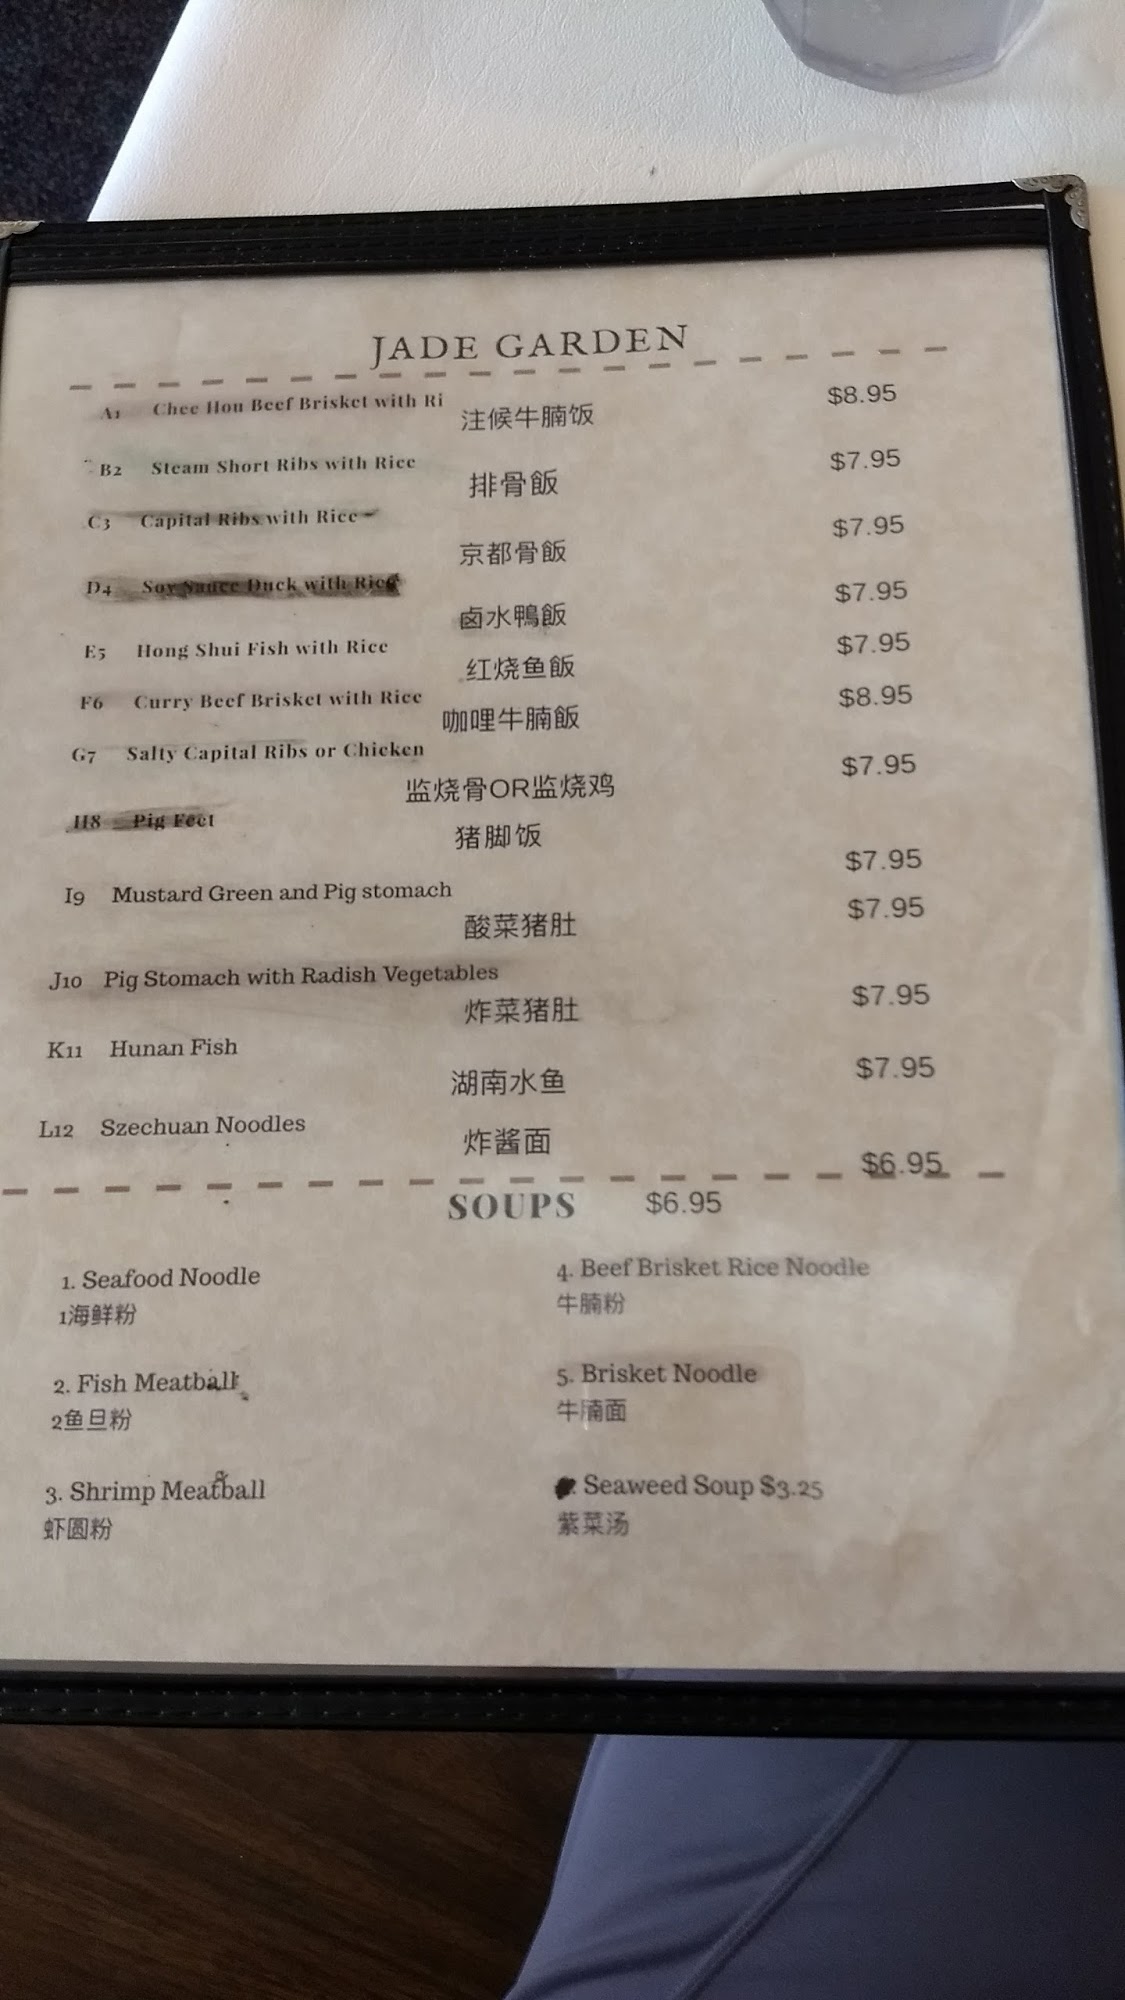 JADE GARDEN
A1 Chee Hou Beef Brisket with Ri 注候牛腩饭 $8.95
B2 Steam Short Ribs with Rice 排骨飯 $7.95
C3 Capital Ribs with Rice 京都骨飯 $7.95
D4 Soy Sauce Duck with Rice 卤水鴨飯 $7.95
E5 Hong Shui Fish with Rice 红烧鱼飯 $7.95
F6 Curry Beef Brisket with Rice 咖哩牛腩飯 $8.95
G7 Salty Capital Ribs or Chicken 监烧骨OR监烧鸡 $7.95
H8 Pig Feet 猪脚饭 $7.95
I9 Mustard Green and Pig stomach 酸菜猪肚 $7.95
J10 Pig Stomach with Radish Vegetables 炸菜猪肚 $7.95
K11 Hunan Fish 湖南水鱼 $7.95
L12 Szechuan Noodles 炸酱面 $6.95
SOUPS $6.95
1. Seafood Noodle
1海鲜粉
2. Fish Meatball
2鱼旦粉
3. Shrimp Meatball
虾圆粉
4. Beef Brisket Rice Noodle
牛腩粉
5. Brisket Noodle
牛腩面
Seaweed Soup $3.25
紫菜汤